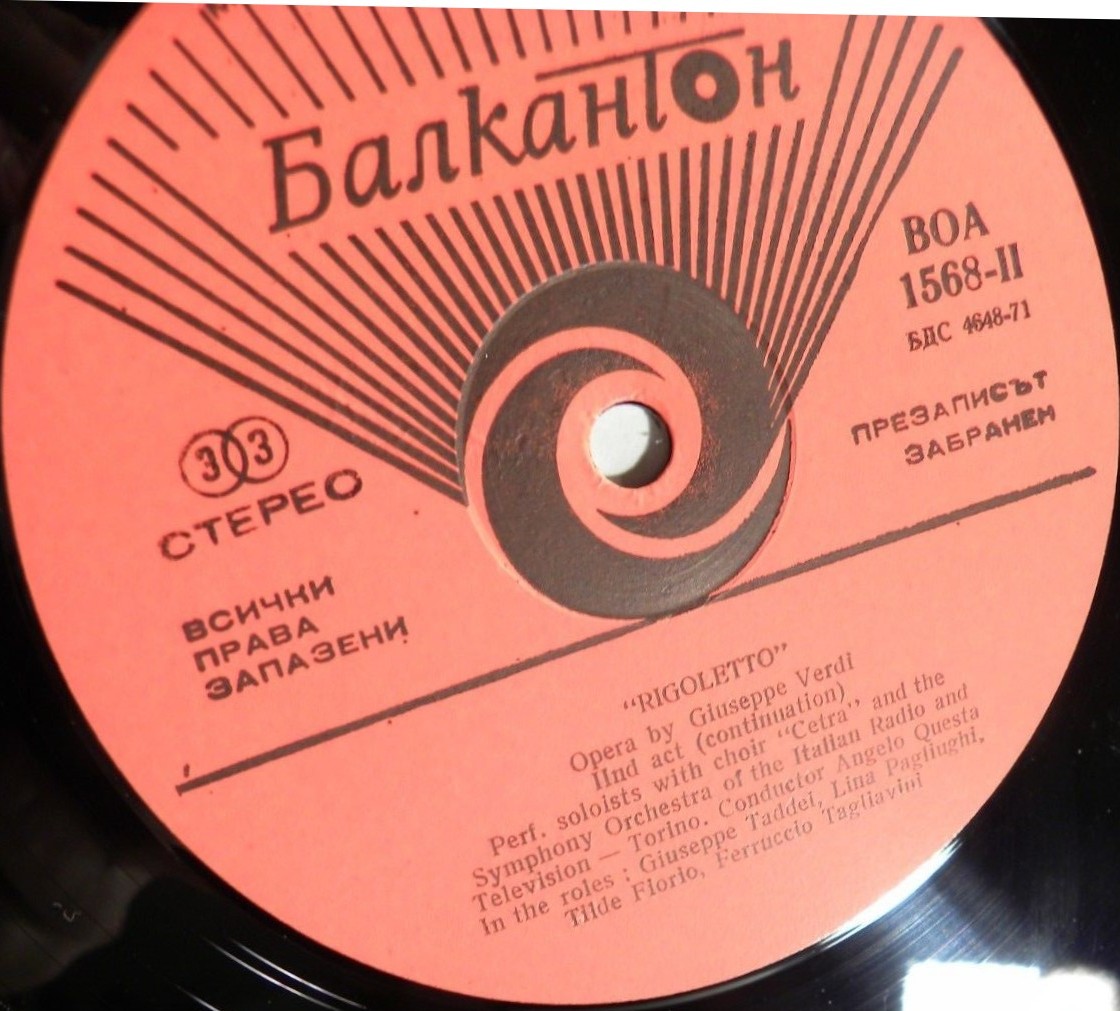 Балкантон
ВОА
1568-II
БДС 4648-71
ПРЕЗАПИСЪТ
ЗАБРАНЕН
33
СТЕРЕО
ВСИЧКИ
ПРАВА
ЗАПАЗЕНИ
“RIGOLETTO”
Opera by Giuseppe Verdi
IInd act (continuation)
Perf. soloists with choir “Cetra” and the
Symphony Orchestra of the Italian Radio and
Television — Torino. Conductor Angelo Questa
In the roles : Giuseppe Taddel, Lina Pagliughi,
Tilde Florio, Ferruccio Tagliavini